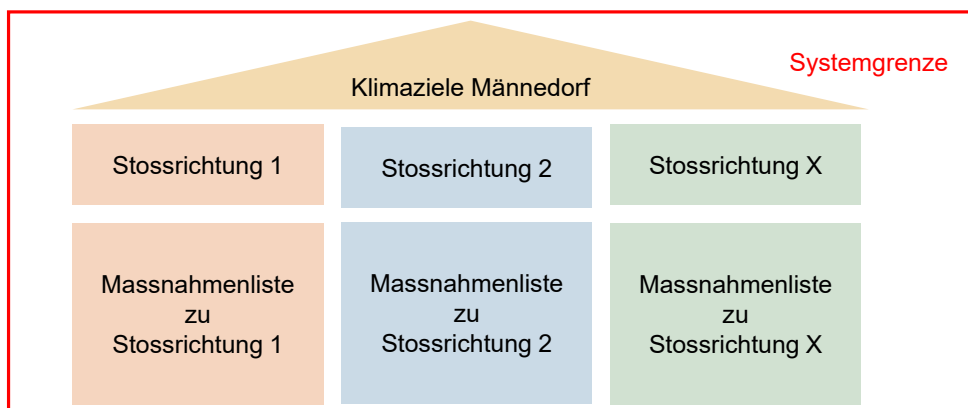 Systemgrenze
Klimaziele Männedorf
Stossrichtung 1
Stossrichtung 2
Stossrichtung X
Massnahmenliste
zu
Stossrichtung 1
Massnahmenliste
zu
Stossrichtung 2
Massnahmenliste
zu
Stossrichtung X